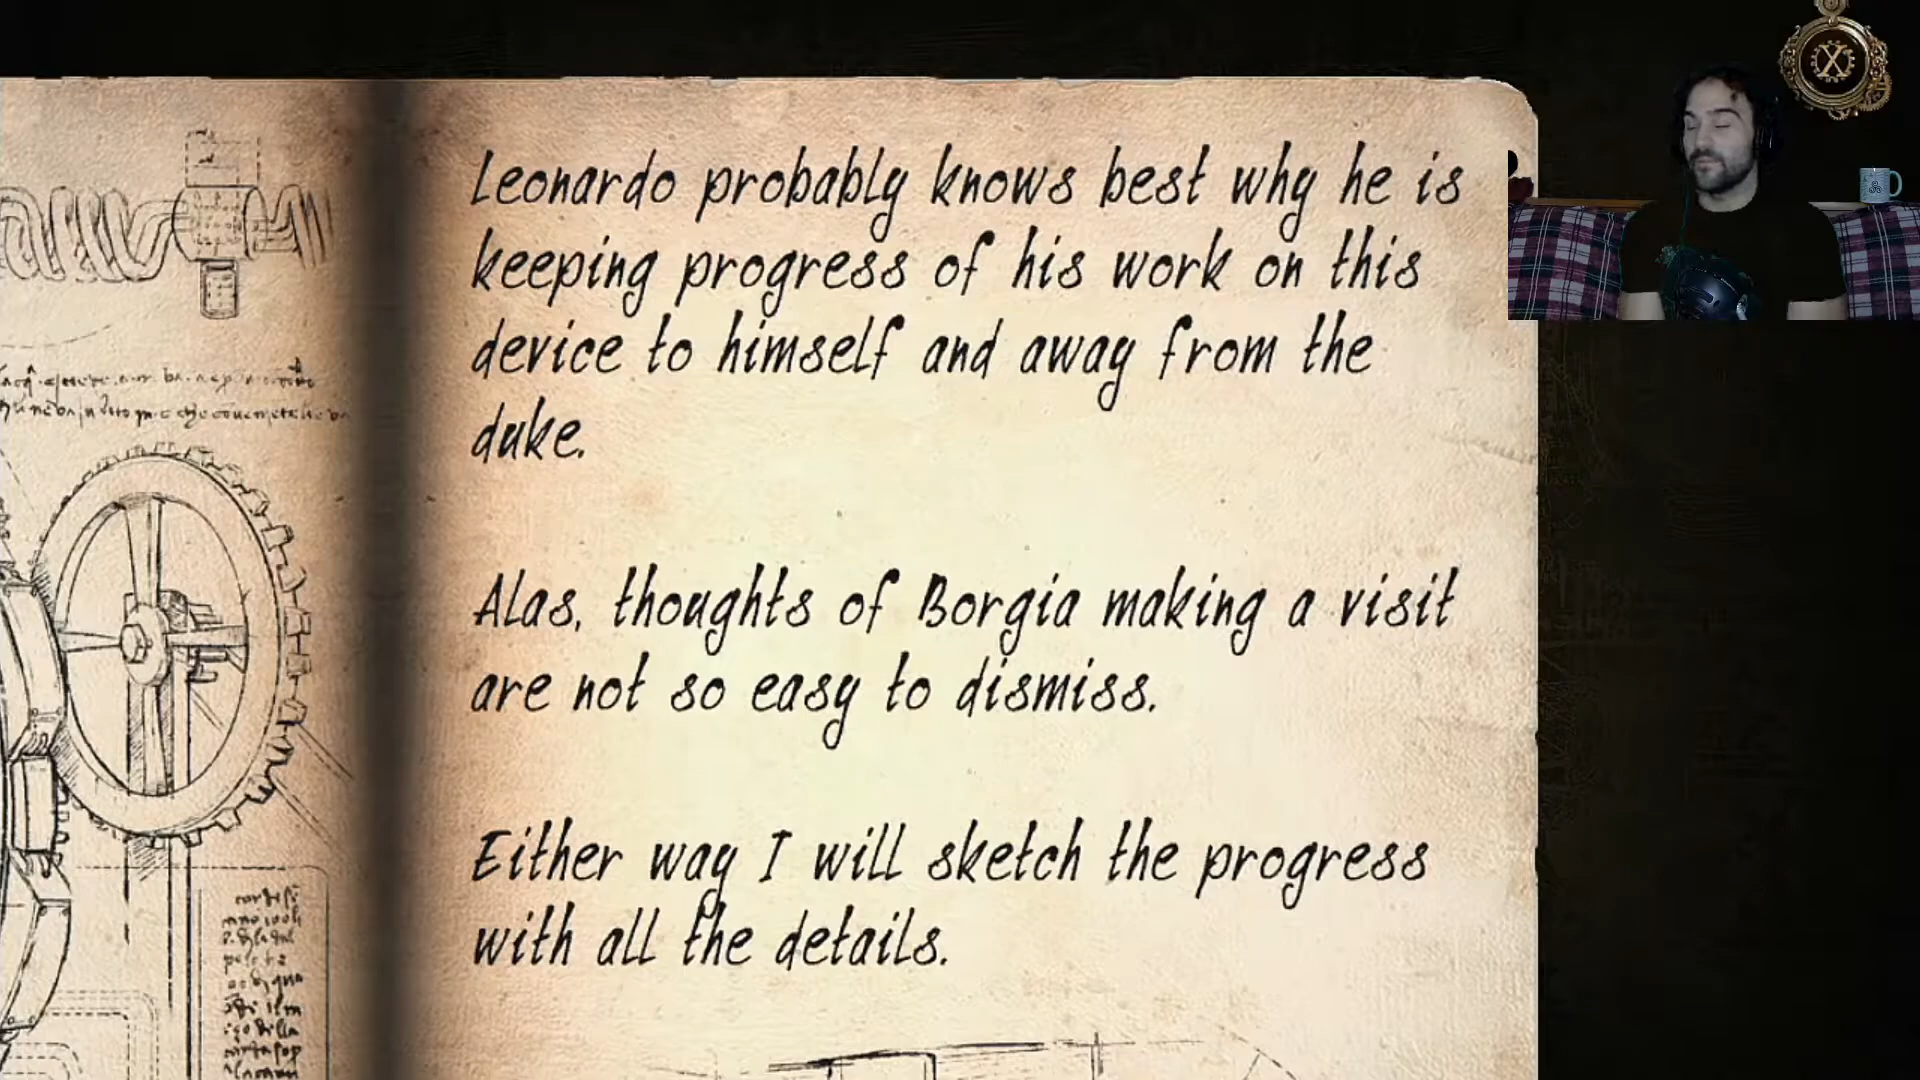 Leonardo probably knows best why he is
keeping progress of his work on this
device to himself and away from the
duke.
Alas, thoughts of Borgia making a visit
are not so easy to dismiss.
Either way I will sketch the progress
with all the details.
X